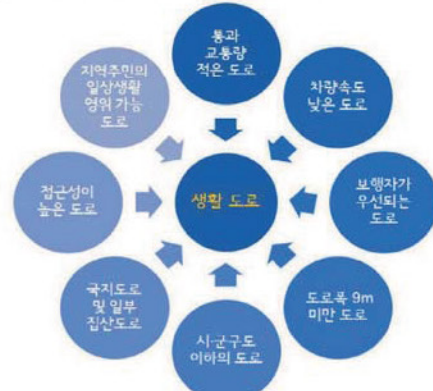 통과
교통량
적은 도로
차량속도
낮은 도로
보행자가
우선되는
도로
도로폭 9m
미만 도로
시·군구도
이하의 도로
국지도로
및 일부
집산도로
접근성이
높은 도로
지역주민의
일상생활
영위 가능
도로
생활 도로